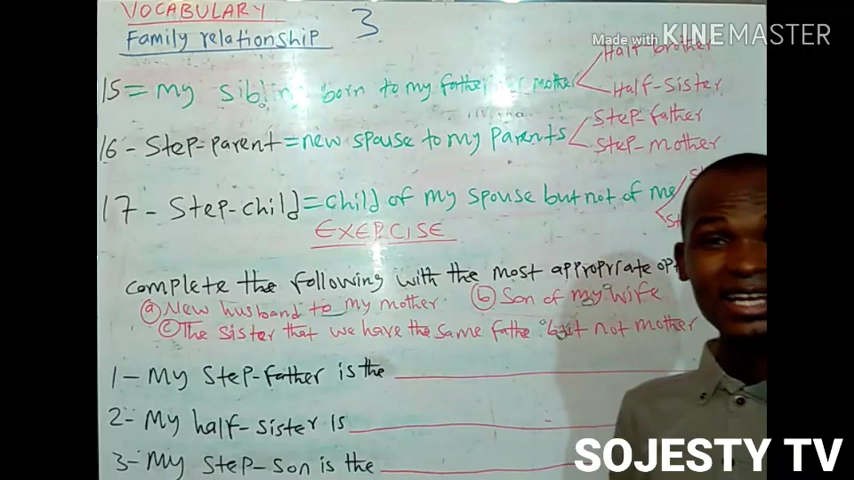 VOCABULARY
Family relationship 3
Made with KINEMASTER
15 = my born to my father mother Half-brother
Half-sister
16 - Step-parent = new spouse to my parents Step-father
Step-mother
17 - Step-child = child of my spouse but not of me
EXERCISE
complete the following with the most appropriate
(a) New husband to my mother. (b) Son of my wife
(c) The sister that we have the same fathe but not mother
1 - My Step-father is the
2 - My half-sister is
3 - My step-son is the
SOJESTY TV